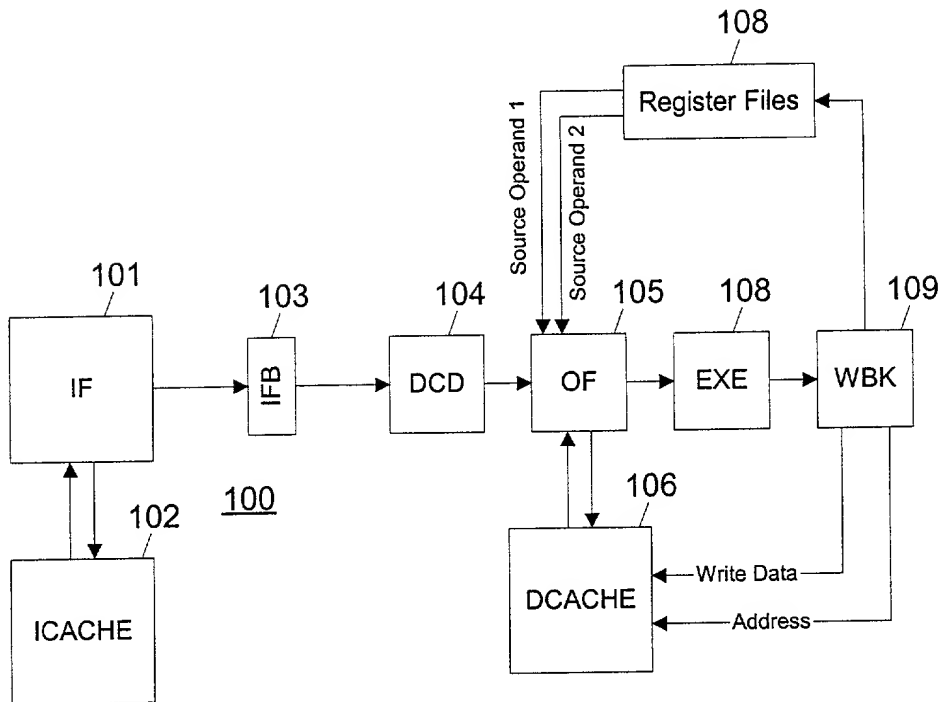 108
Register Files
Source Operand 1
Source Operand 2
101
103
104
105
108
109
IF
IFB
DCD
OF
EXE
WBK
100
102
106
ICACHE
DCACHE
Write Data
Address